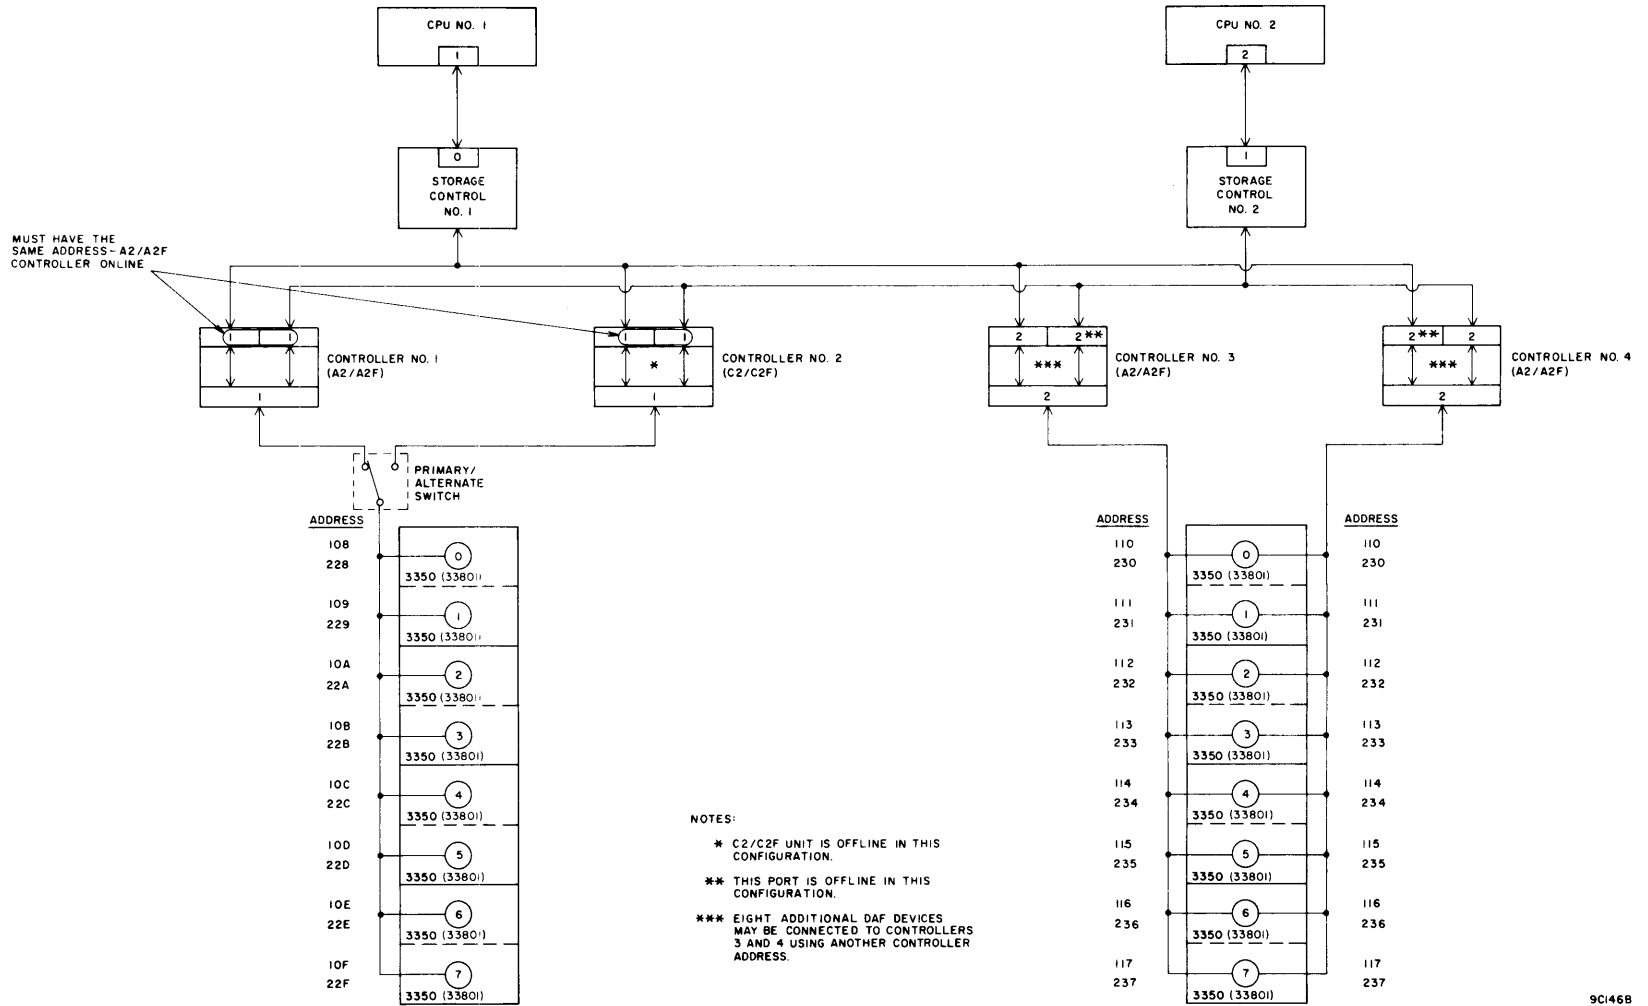 CPU NO. 1
1
CPU NO. 2
2
0
STORAGE
CONTROL
NO. 1
1
STORAGE
CONTROL
NO. 2
MUST HAVE THE
SAME ADDRESS-A2/A2F
CONTROLLER ONLINE
1 1
1
CONTROLLER NO. 1
(A2/A2F)
1 1
*
1
CONTROLLER NO. 2
(C2/C2F)
2 2**
***
2
CONTROLLER NO. 3
(A2/A2F)
2** 2
***
2
CONTROLLER NO. 4
(A2/A2F)
PRIMARY/
ALTERNATE
SWITCH
ADDRESS
108
228
0
3350 (33801)
109
229
1
3350 (33801)
10A
22A
2
3350 (33801)
10B
22B
3
3350 (33801)
10C
22C
4
3350 (33801)
10D
22D
5
3350 (33801)
10E
22E
6
3350 (33801)
10F
22F
7
3350 (33801)
NOTES:
* C2/C2F UNIT IS OFFLINE IN THIS
CONFIGURATION.
** THIS PORT IS OFFLINE IN THIS
CONFIGURATION.
*** EIGHT ADDITIONAL DAF DEVICES
MAY BE CONNECTED TO CONTROLLERS
3 AND 4 USING ANOTHER CONTROLLER
ADDRESS.
ADDRESS
ADDRESS
110
230
0
3350 (33801)
110
230
111
231
1
3350 (33801)
111
231
112
232
2
3350 (33801)
112
232
113
233
3
3350 (33801)
113
233
114
234
4
3350 (33801)
114
234
115
235
5
3350 (33801)
115
235
116
236
6
3350 (33801)
116
236
117
237
7
3350 (33801)
117
237
9C146B